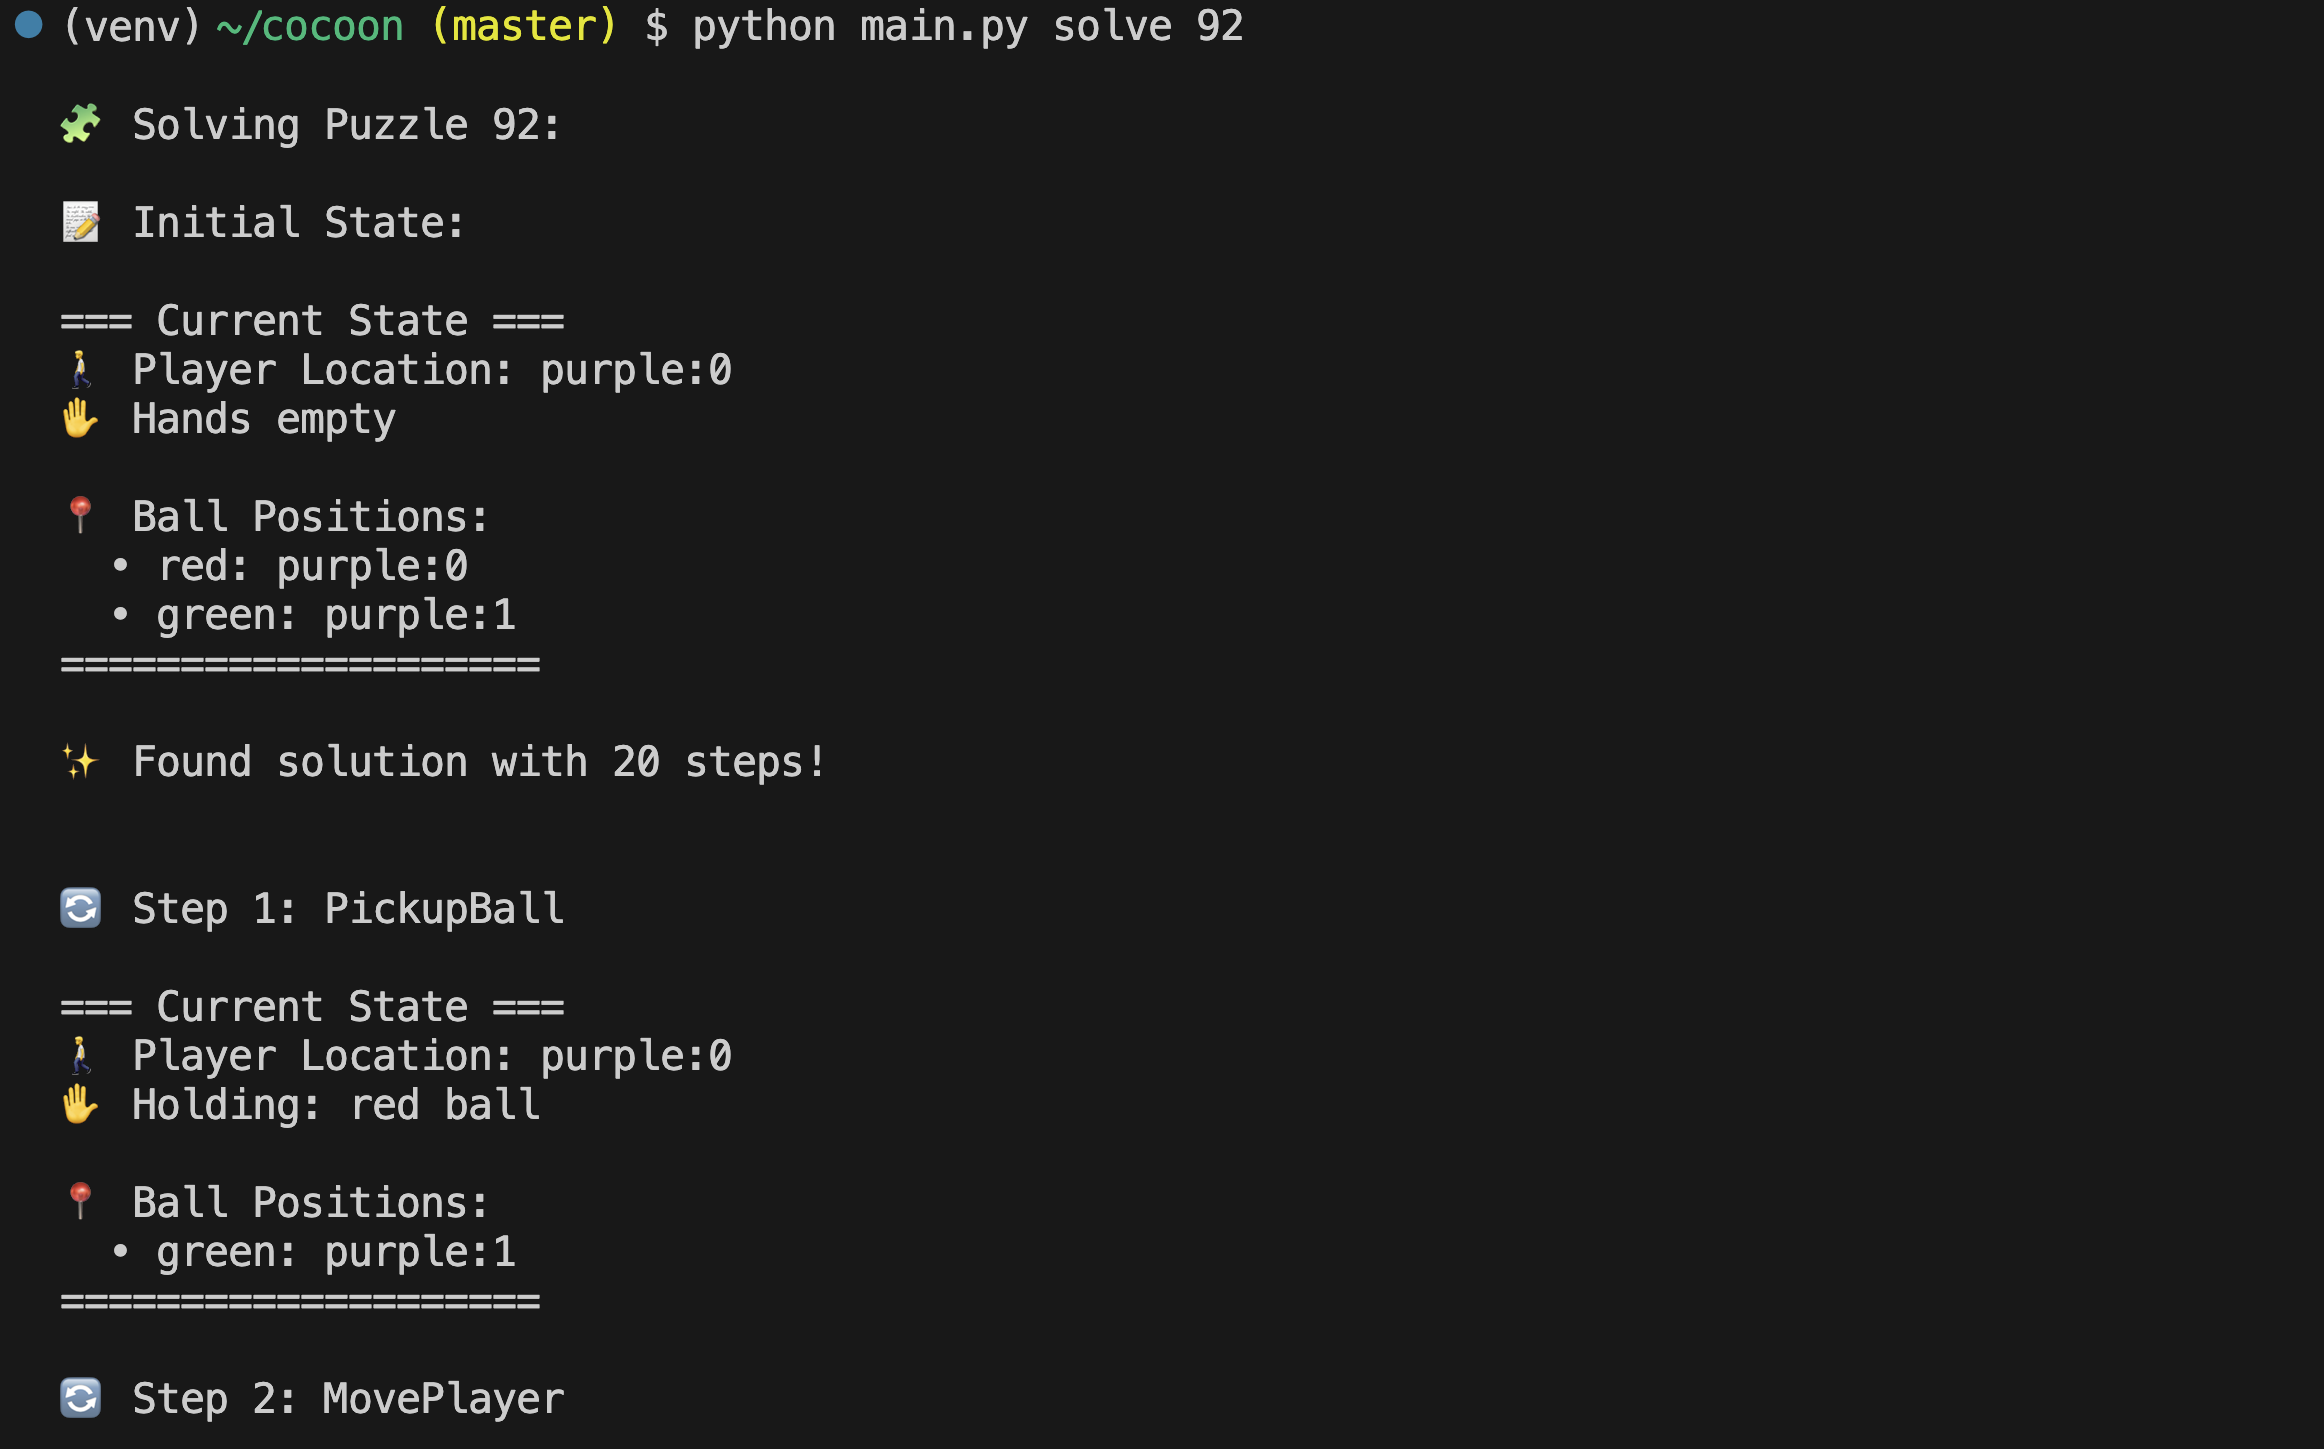 (venv) ~/cocoon (master) $ python main.py solve 92
🧩 Solving Puzzle 92:
📝 Initial State:
=== Current State ===
🚶 Player Location: purple:0
✋ Hands empty
📍 Ball Positions:
• red: purple:0
• green: purple:1
====================
✨ Found solution with 20 steps!
🔄 Step 1: PickupBall
=== Current State ===
🚶 Player Location: purple:0
✋ Holding: red ball
📍 Ball Positions:
• green: purple:1
====================
🔄 Step 2: MovePlayer